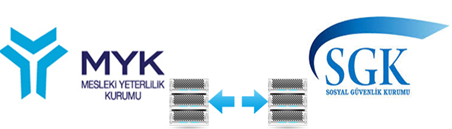 MYK
MESLEKİ YETERLİLİK
KURUMU
SGK
SOSYAL GÜVENLİK KURUMU